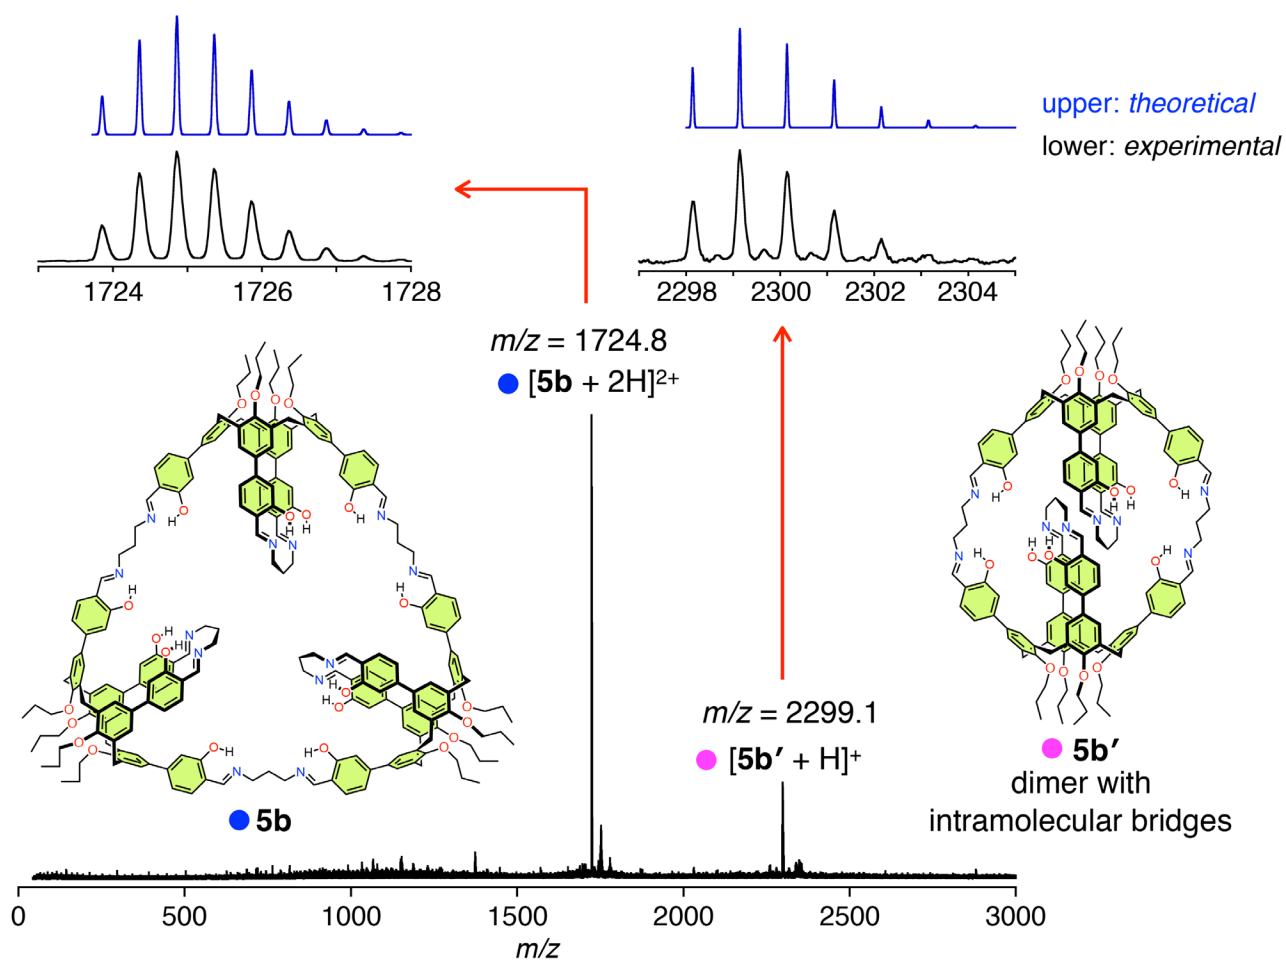 upper: theoretical
lower: experimental
1724 1726 1728
2298 2300 2302 2304
m/z = 1724.8
[5b + 2H]²⁺
m/z = 2299.1
[5b′ + H]⁺
5b
5b′
dimer with
intramolecular bridges
0 500 1000 1500 2000 2500 3000
m/z